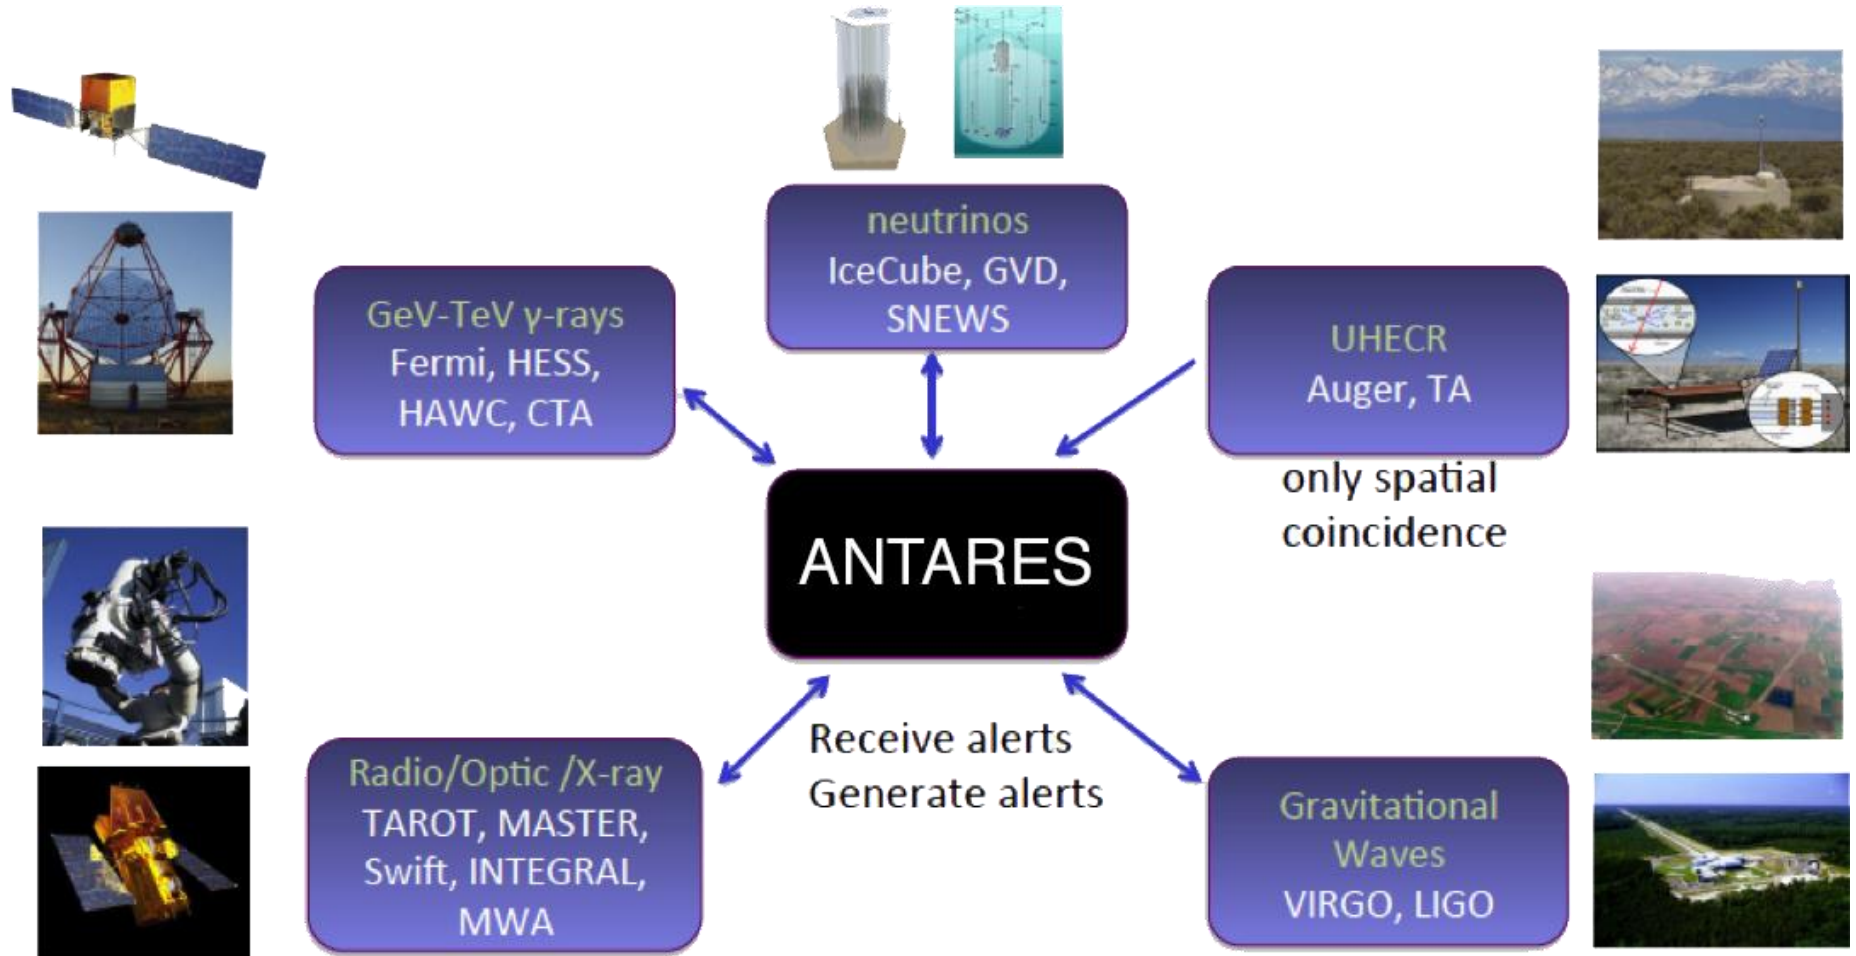 neutrinos
IceCube, GVD,
SNEWS
GeV-TeV γ-rays
Fermi, HESS,
HAWC, CTA
UHECR
Auger, TA
only spatial
coincidence
ANTARES
Receive alerts
Generate alerts
Radio/Optic /X-ray
TAROT, MASTER,
Swift, INTEGRAL,
MWA
Gravitational
Waves
VIRGO, LIGO